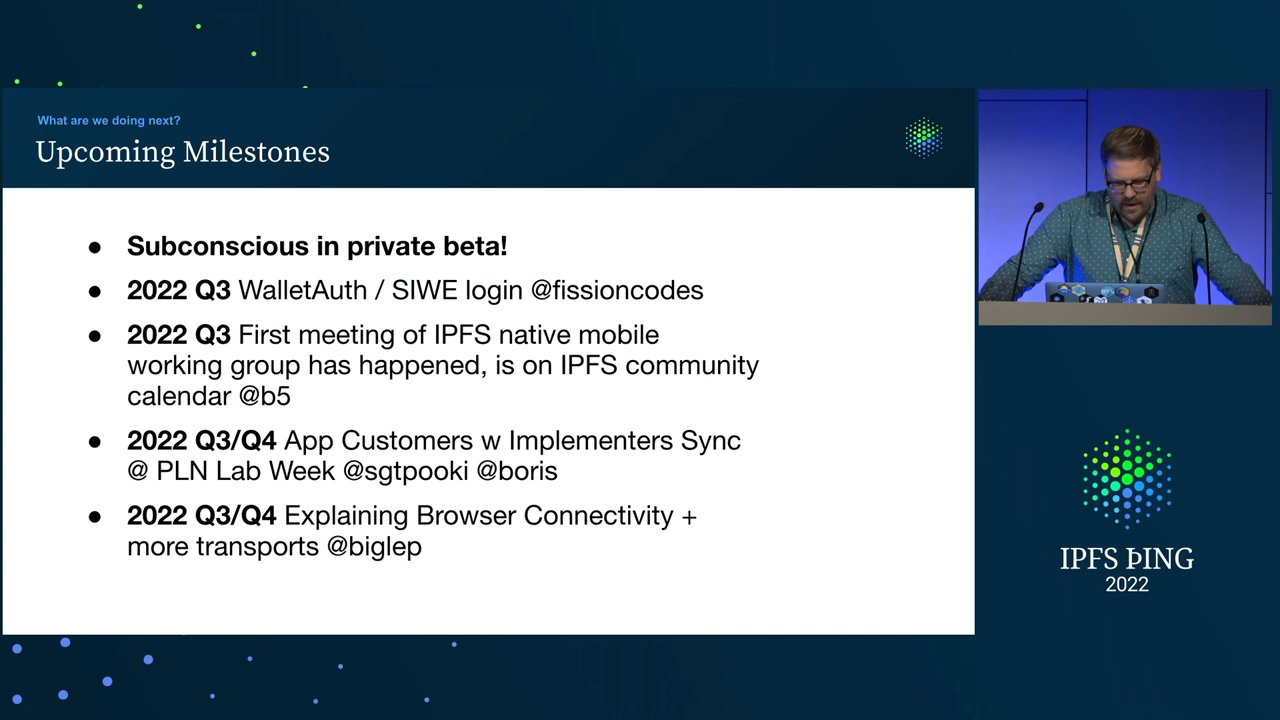 What are we doing next?
Upcoming Milestones
● Subconscious in private beta!
● 2022 Q3 WalletAuth / SIWE login @fissioncodes
● 2022 Q3 First meeting of IPFS native mobile
working group has happened, is on IPFS community
calendar @b5
● 2022 Q3/Q4 App Customers w Implementers Sync
@ PLN Lab Week @sgtpooki @boris
● 2022 Q3/Q4 Explaining Browser Connectivity +
more transports @biglep
IPFS ÞING
2022